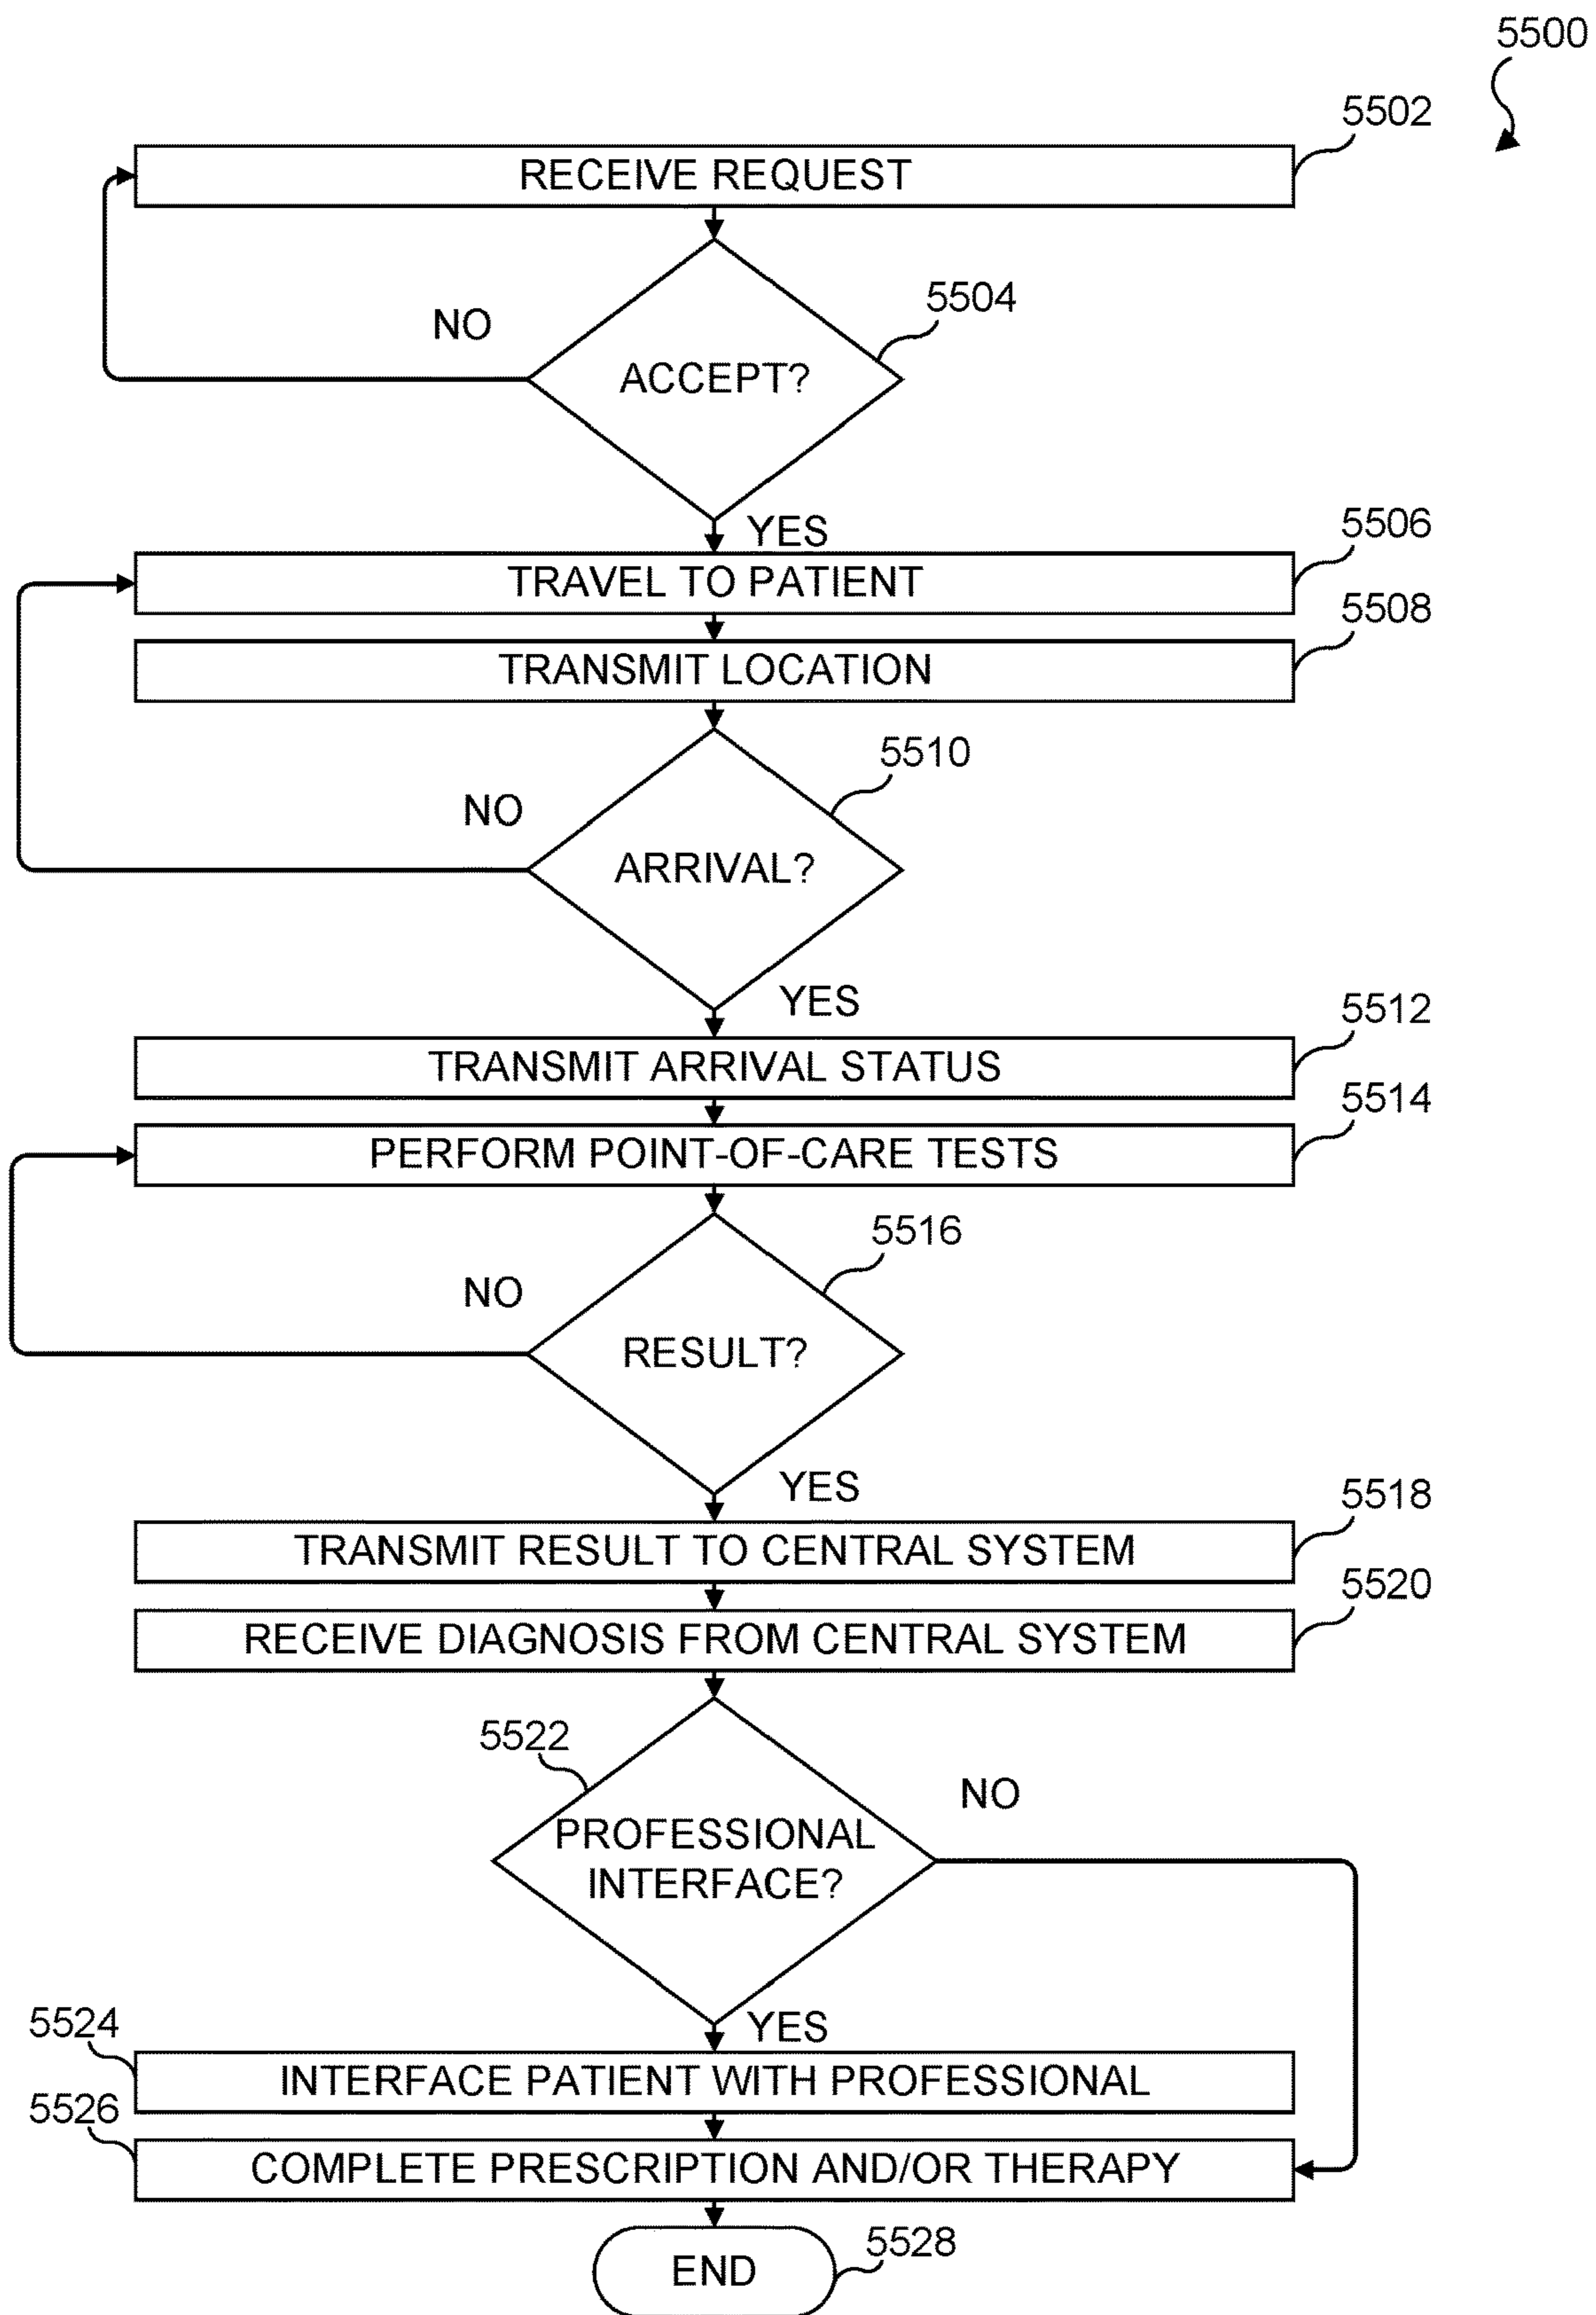 5500
5502
RECEIVE REQUEST
5504
NO
ACCEPT?
YES
5506
TRAVEL TO PATIENT
5508
TRANSMIT LOCATION
5510
NO
ARRIVAL?
YES
5512
TRANSMIT ARRIVAL STATUS
5514
PERFORM POINT-OF-CARE TESTS
5516
NO
RESULT?
YES
5518
TRANSMIT RESULT TO CENTRAL SYSTEM
5520
RECEIVE DIAGNOSIS FROM CENTRAL SYSTEM
5522
NO
PROFESSIONAL
INTERFACE?
YES
5524
INTERFACE PATIENT WITH PROFESSIONAL
5526
COMPLETE PRESCRIPTION AND/OR THERAPY
5528
END